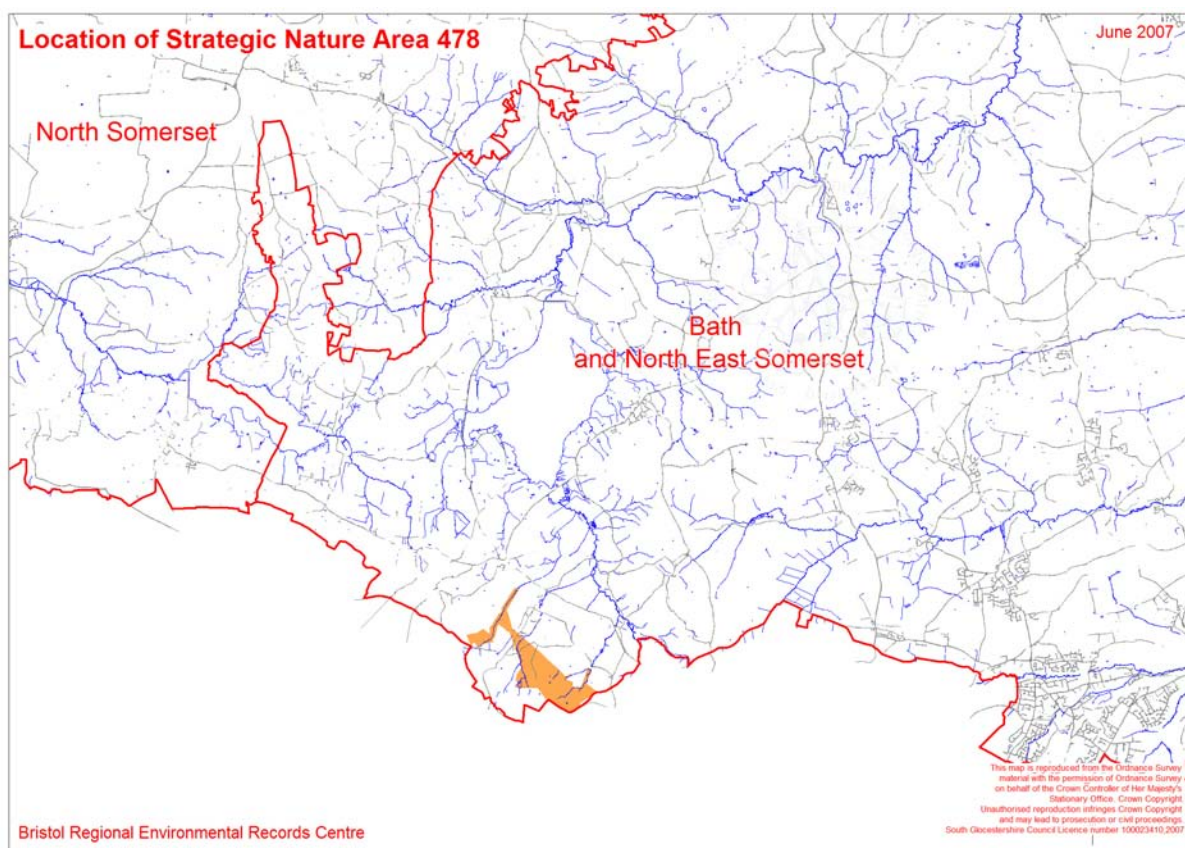 Location of Strategic Nature Area 478
June 2007
North Somerset
Bath
and North East Somerset
This map is reproduced from the Ordnance Survey
material with the permission of Ordnance Survey
on behalf of the Crown Controller of Her Majesty's
Stationary Office. Crown Copyright
Unauthorised reproduction infringes Crown Copyright
and may lead to prosecution or civil proceedings.
South Glocestershire Council Licence number 100023410,2007
Bristol Regional Environmental Records Centre